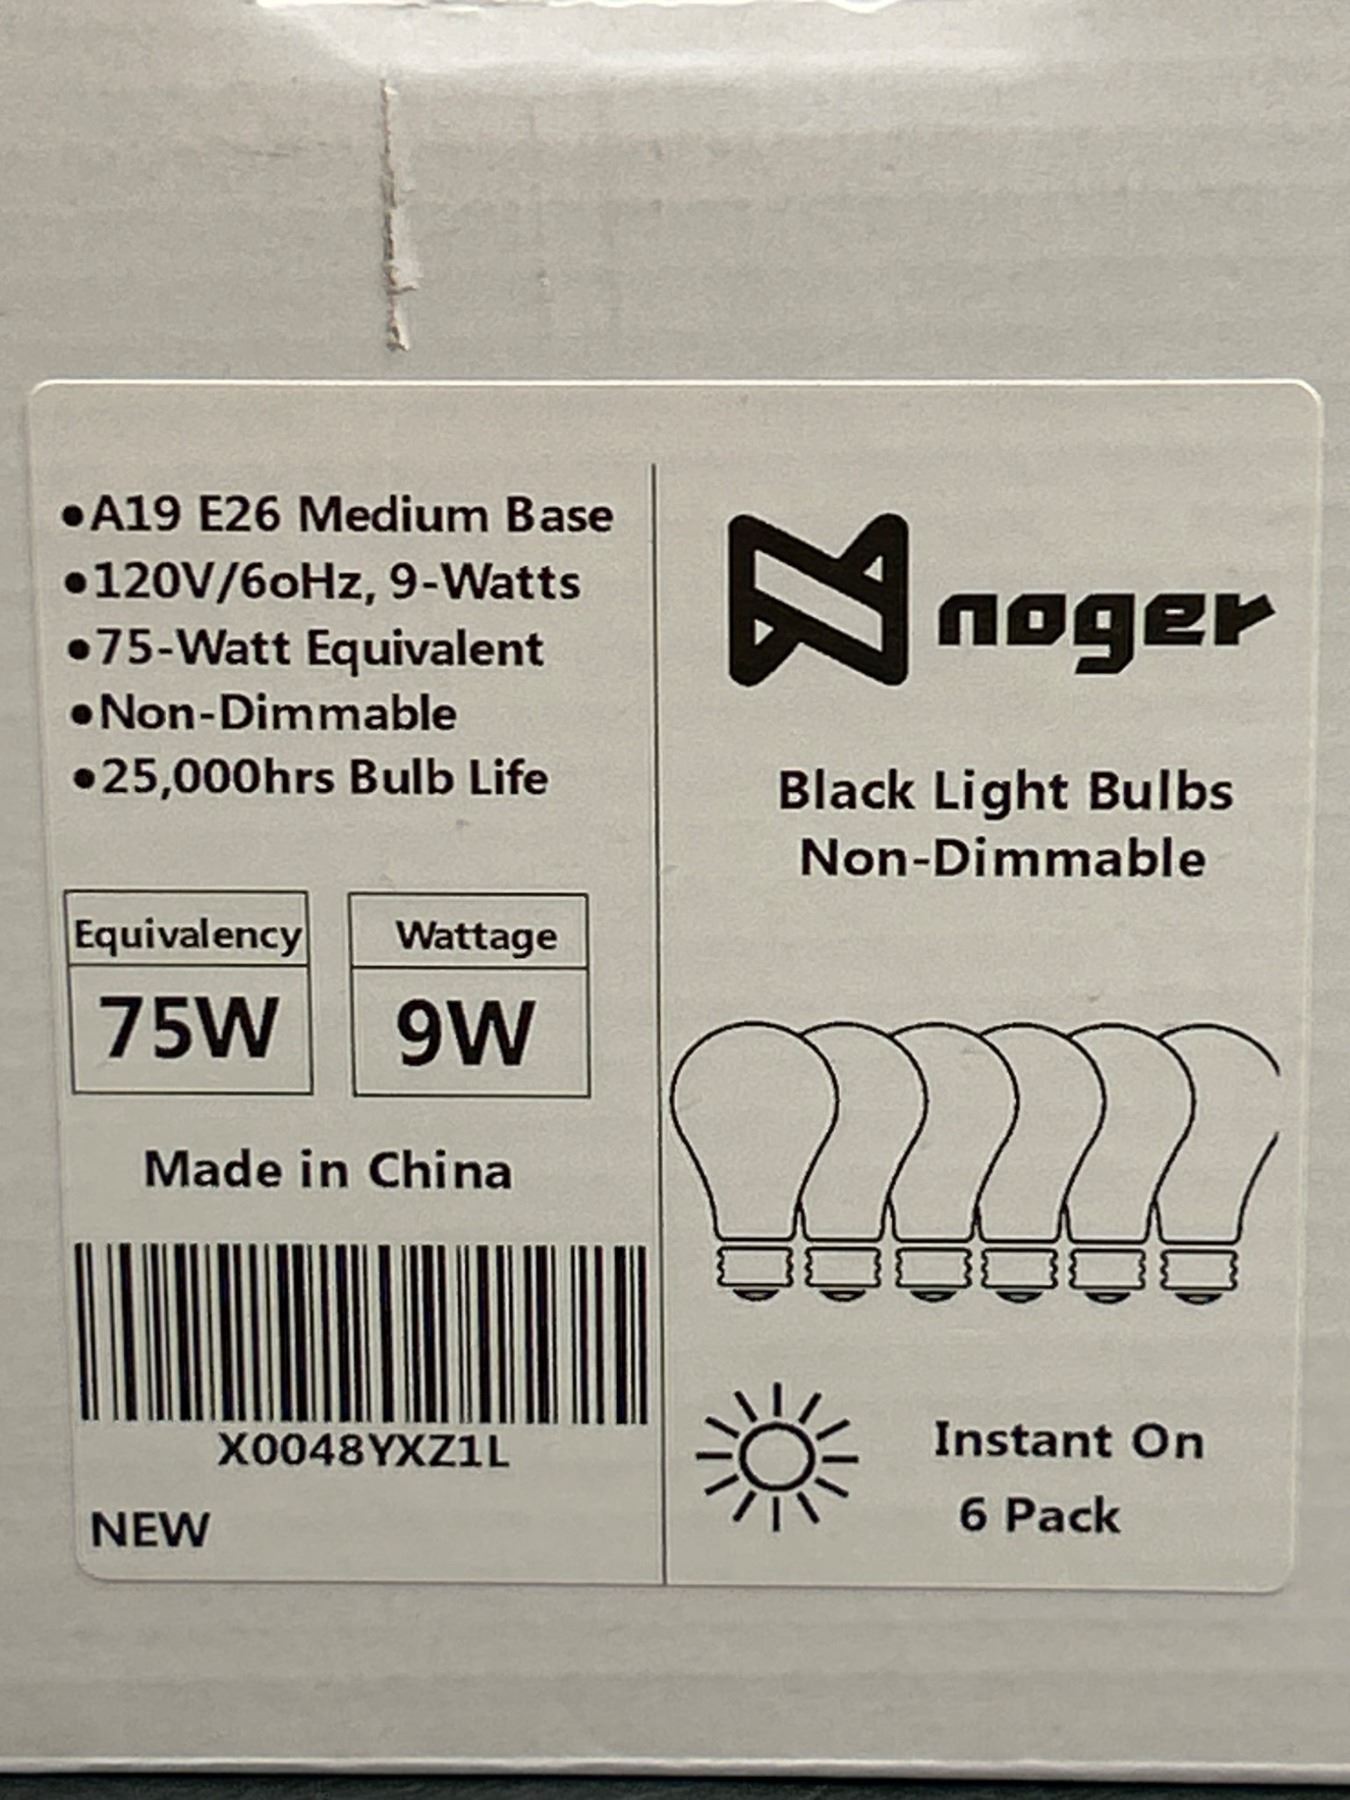 ●A19 E26 Medium Base
●120V/6oHz, 9-Watts
●75-Watt Equivalent
●Non-Dimmable
●25,000hrs Bulb Life
Equivalency
75W
Wattage
9W
Made in China
X0048YXZ1L
NEW
noger
Black Light Bulbs
Non-Dimmable
Instant On
6 Pack